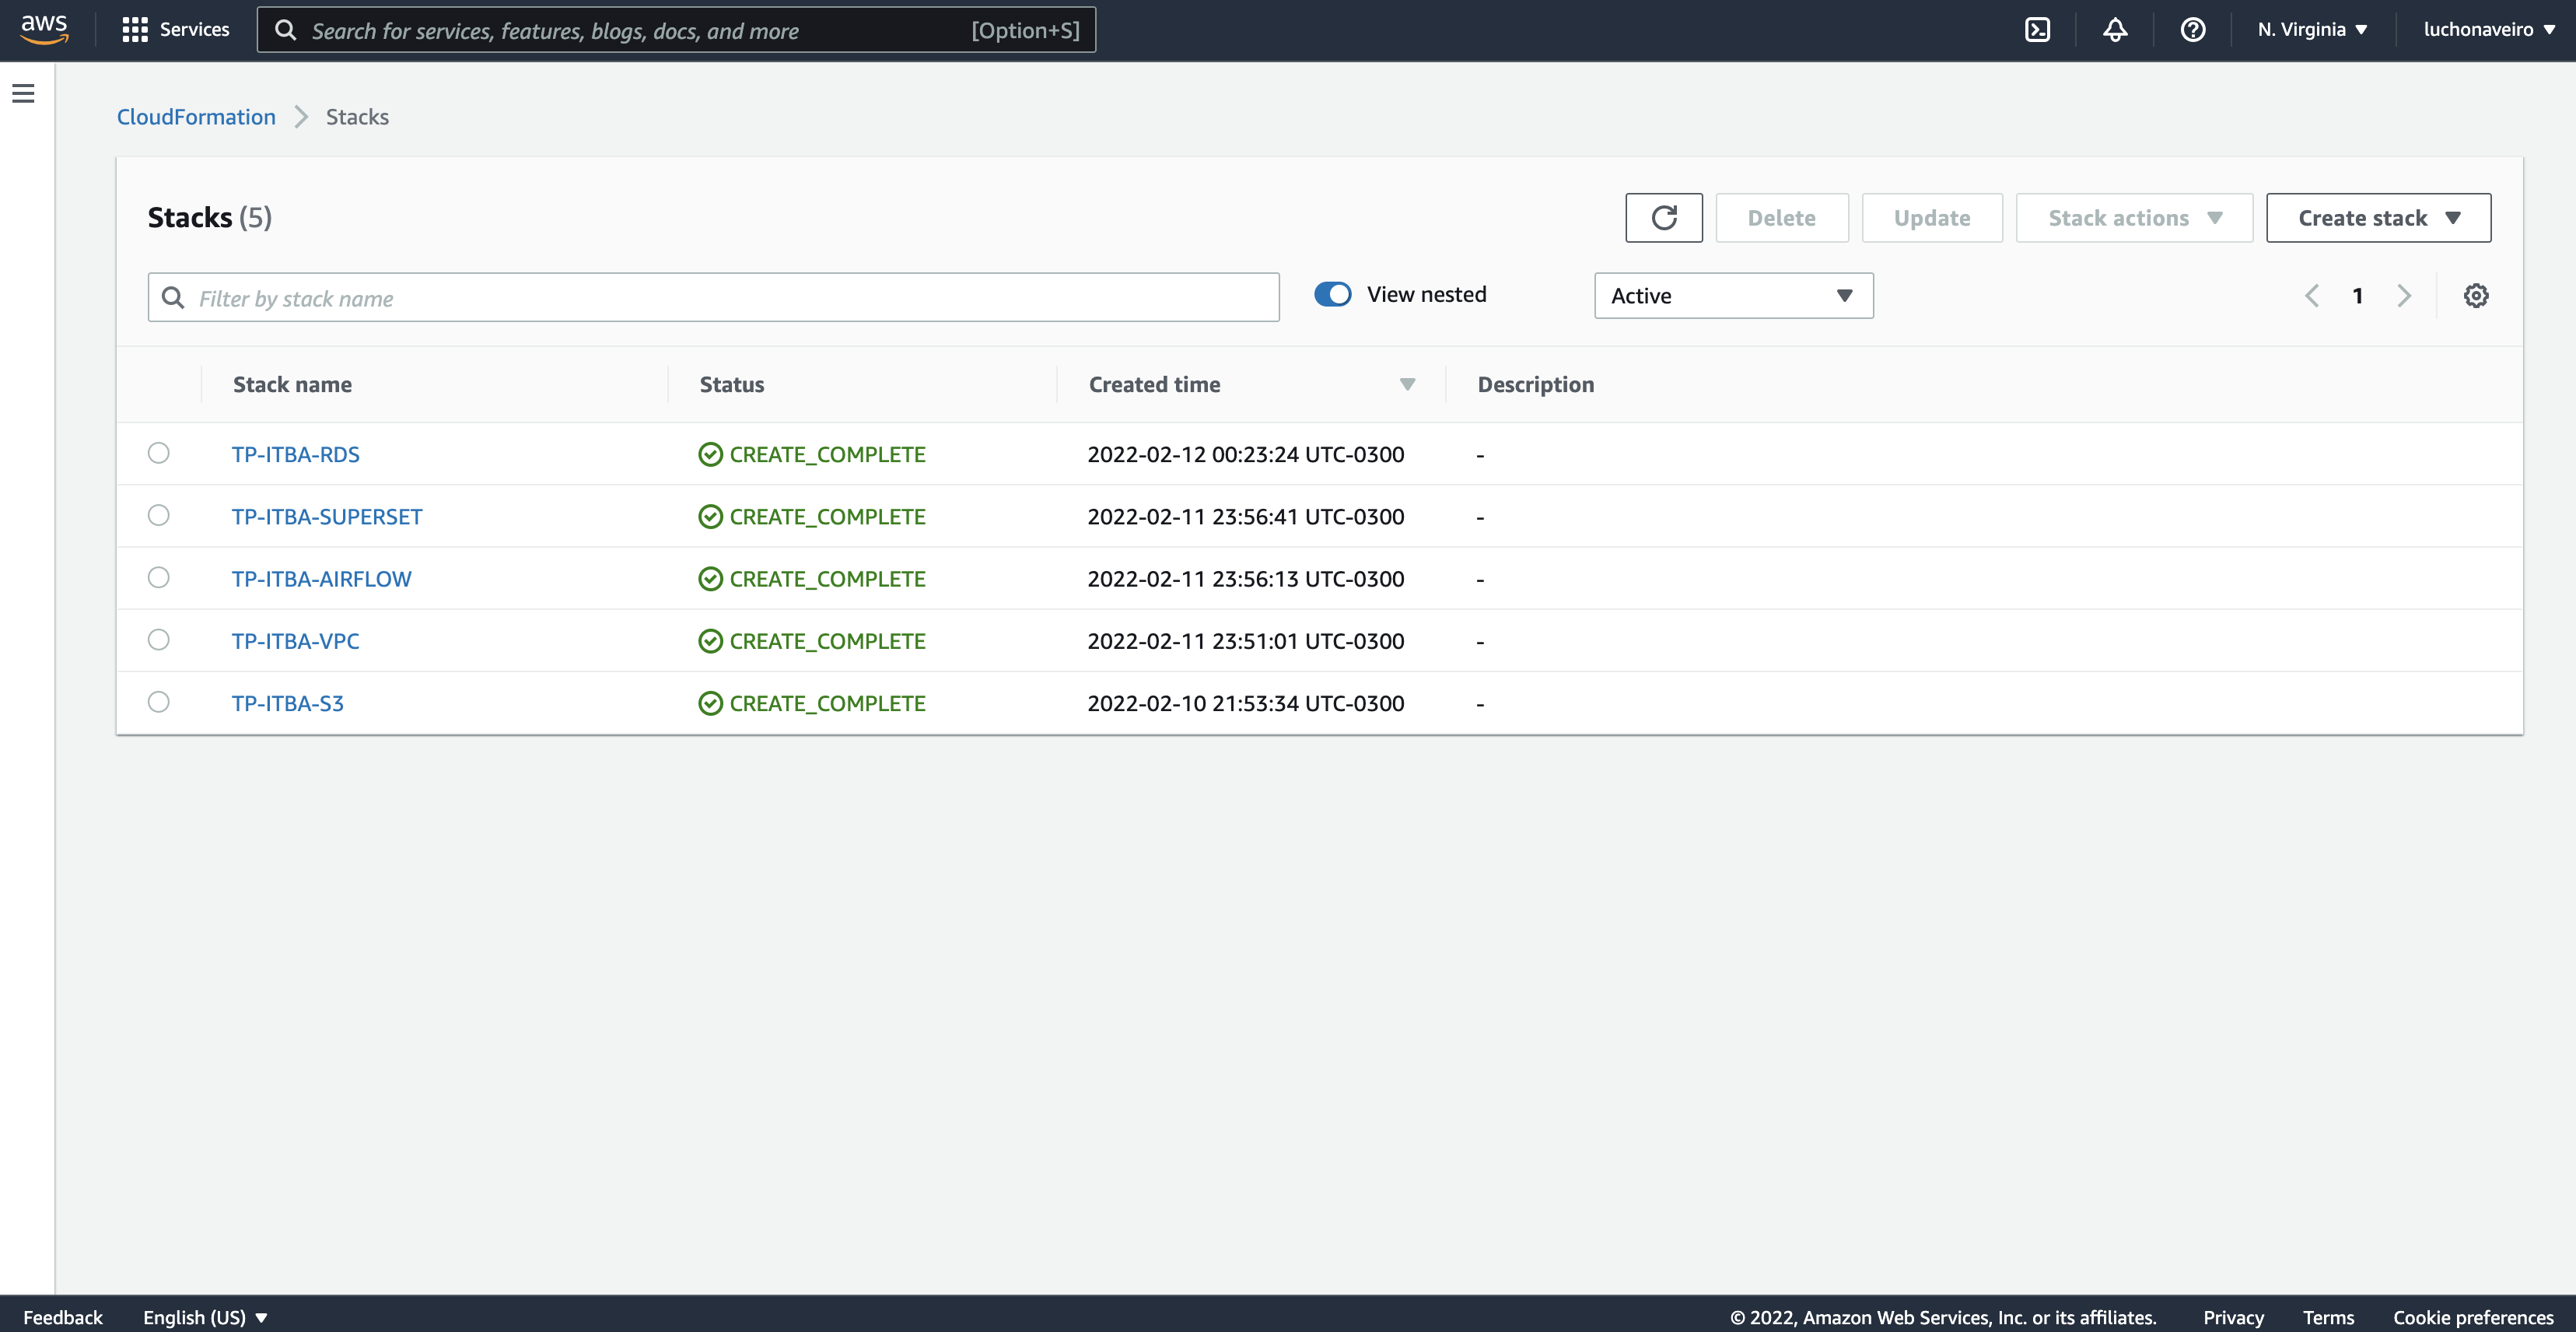 aws Services Search for services, features, blogs, docs, and more [Option+S] N. Virginia luchonaveiro
CloudFormation Stacks
Stacks (5) Delete Update Stack actions Create stack
Filter by stack name View nested Active 1
Stack name Status Created time Description
TP-ITBA-RDS CREATE_COMPLETE 2022-02-12 00:23:24 UTC-0300 -
TP-ITBA-SUPERSET CREATE_COMPLETE 2022-02-11 23:56:41 UTC-0300 -
TP-ITBA-AIRFLOW CREATE_COMPLETE 2022-02-11 23:56:13 UTC-0300 -
TP-ITBA-VPC CREATE_COMPLETE 2022-02-11 23:51:01 UTC-0300 -
TP-ITBA-S3 CREATE_COMPLETE 2022-02-10 21:53:34 UTC-0300 -
Feedback English (US) © 2022, Amazon Web Services, Inc. or its affiliates. Privacy Terms Cookie preferences